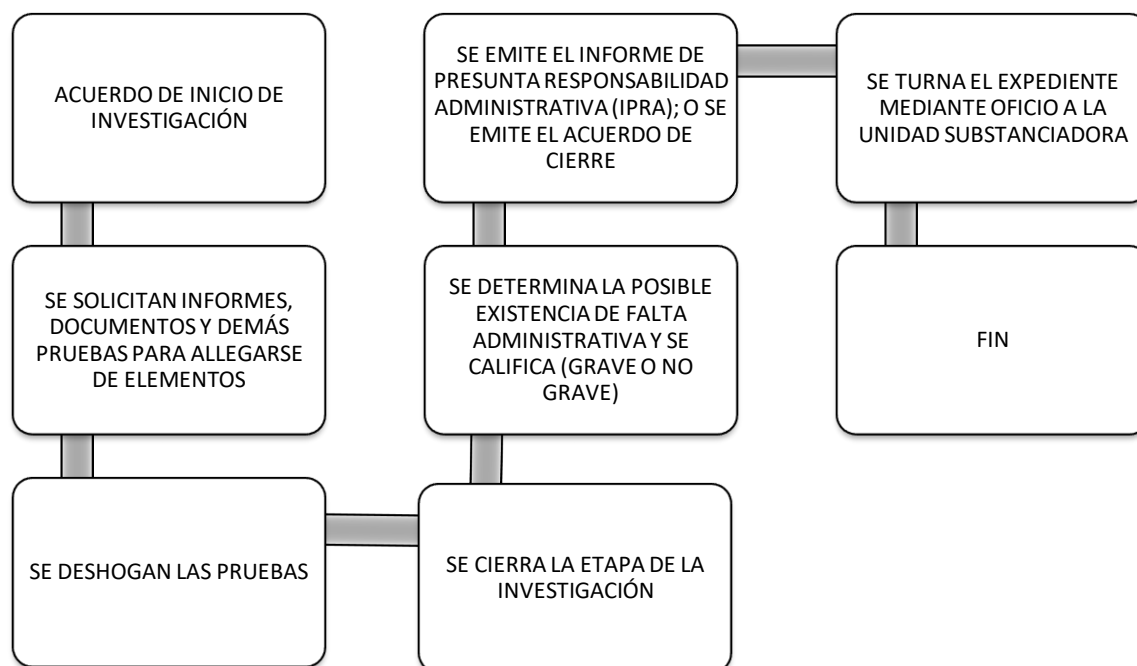 ACUERDO DE INICIO DE
INVESTIGACIÓN
SE SOLICITAN INFORMES,
DOCUMENTOS Y DEMÁS
PRUEBAS PARA ALLEGARSE
DE ELEMENTOS
SE DESHOGAN LAS PRUEBAS
SE CIERRA LA ETAPA DE LA
INVESTIGACIÓN
SE DETERMINA LA POSIBLE
EXISTENCIA DE FALTA
ADMINISTRATIVA Y SE
CALIFICA (GRAVE O NO
GRAVE)
SE EMITE EL INFORME DE
PRESUNTA RESPONSABILIDAD
ADMINISTRATIVA (IPRA); O SE
EMITE EL ACUERDO DE
CIERRE
SE TURNA EL EXPEDIENTE
MEDIANTE OFICIO A LA
UNIDAD SUBSTANCIADORA
FIN